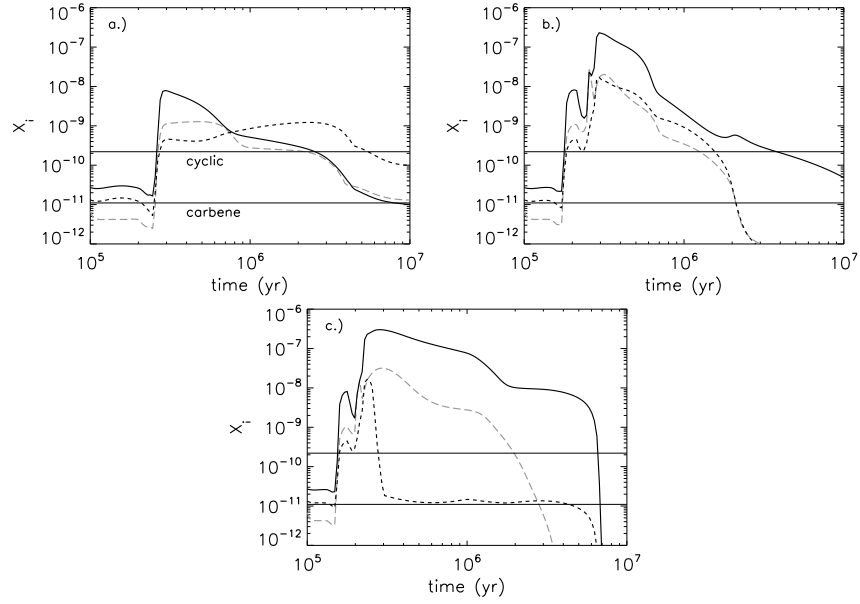 a.)
10⁻⁶
10⁻⁷
10⁻⁸
10⁻⁹
10⁻¹⁰
10⁻¹¹
10⁻¹²
Xᵢ
cyclic
carbene
10⁵ 10⁶ 10⁷
time (yr)
b.)
10⁻⁶
10⁻⁷
10⁻⁸
10⁻⁹
10⁻¹⁰
10⁻¹¹
10⁻¹²
Xᵢ
10⁵ 10⁶ 10⁷
time (yr)
c.)
10⁻⁶
10⁻⁷
10⁻⁸
10⁻⁹
10⁻¹⁰
10⁻¹¹
10⁻¹²
Xᵢ
10⁵ 10⁶ 10⁷
time (yr)